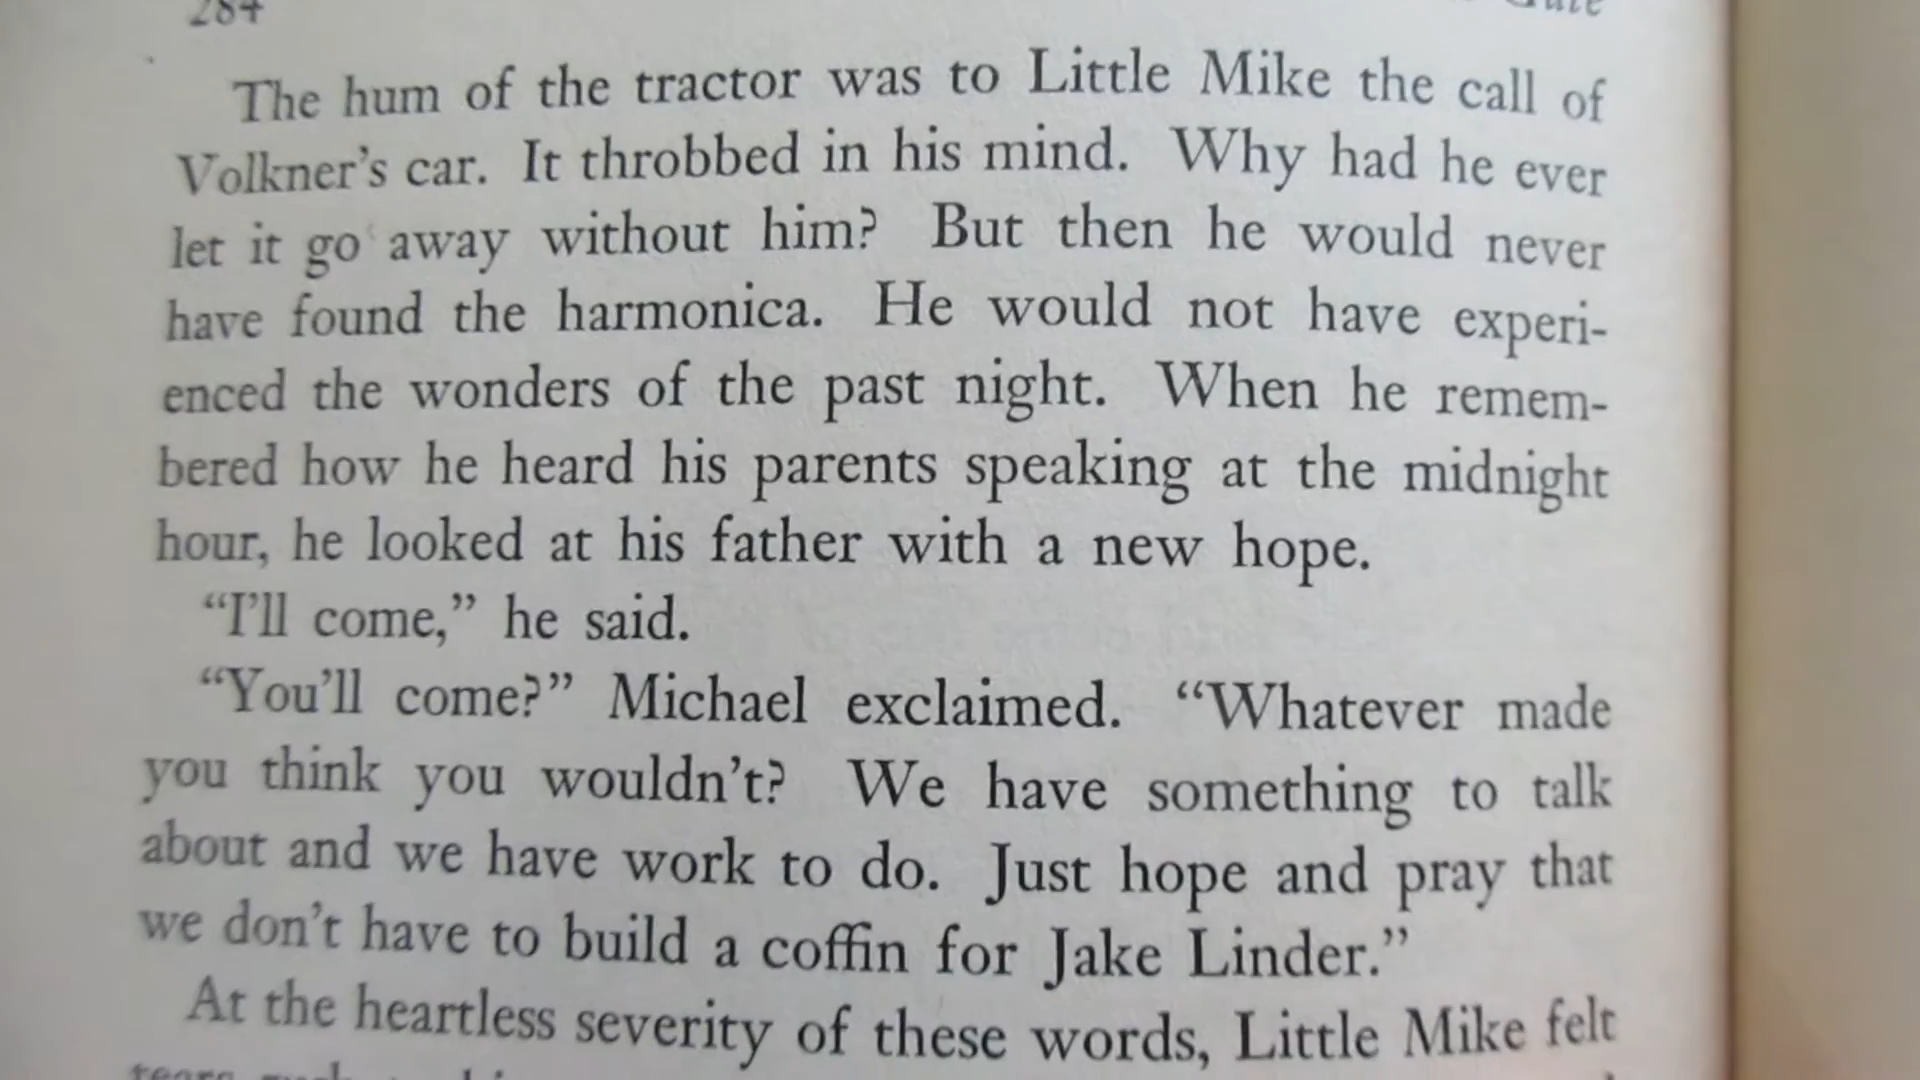 284
The hum of the tractor was to Little Mike the call of
Volkner's car. It throbbed in his mind. Why had he ever
let it go away without him? But then he would never
have found the harmonica. He would not have experi-
enced the wonders of the past night. When he remem-
bered how he heard his parents speaking at the midnight
hour, he looked at his father with a new hope.
“I'll come,” he said.
“You'll come?” Michael exclaimed. “Whatever made
you think you wouldn't? We have something to talk
about and we have work to do. Just hope and pray that
we don't have to build a coffin for Jake Linder.”
At the heartless severity of these words, Little Mike felt